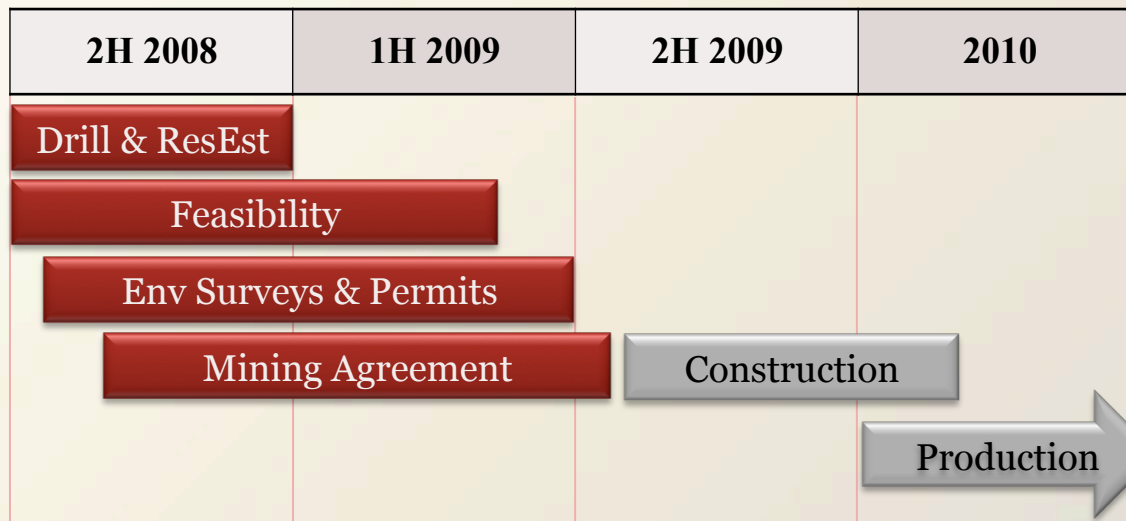 2H 2008
1H 2009
2H 2009
2010
Drill & ResEst
Feasibility
Env Surveys & Permits
Mining Agreement
Construction
Production